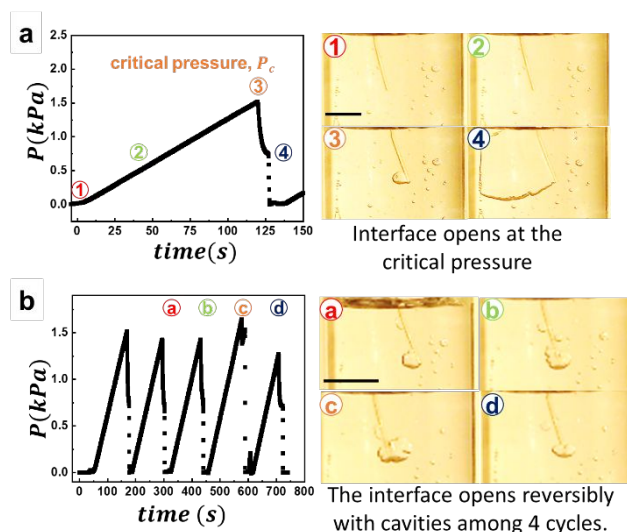 a
2.5
2.0
1.5
1.0
0.5
0.0
P(kPa)
critical pressure, P_c
1
2
3
4
0 25 50 75 100 125 150
time(s)
1
2
3
4
Interface opens at the
critical pressure
b
1.5
1.0
0.5
0.0
P(kPa)
a b c d
0 100 200 300 400 500 600 700 800
time (s)
a
b
c
d
The interface opens reversibly
with cavities among 4 cycles.